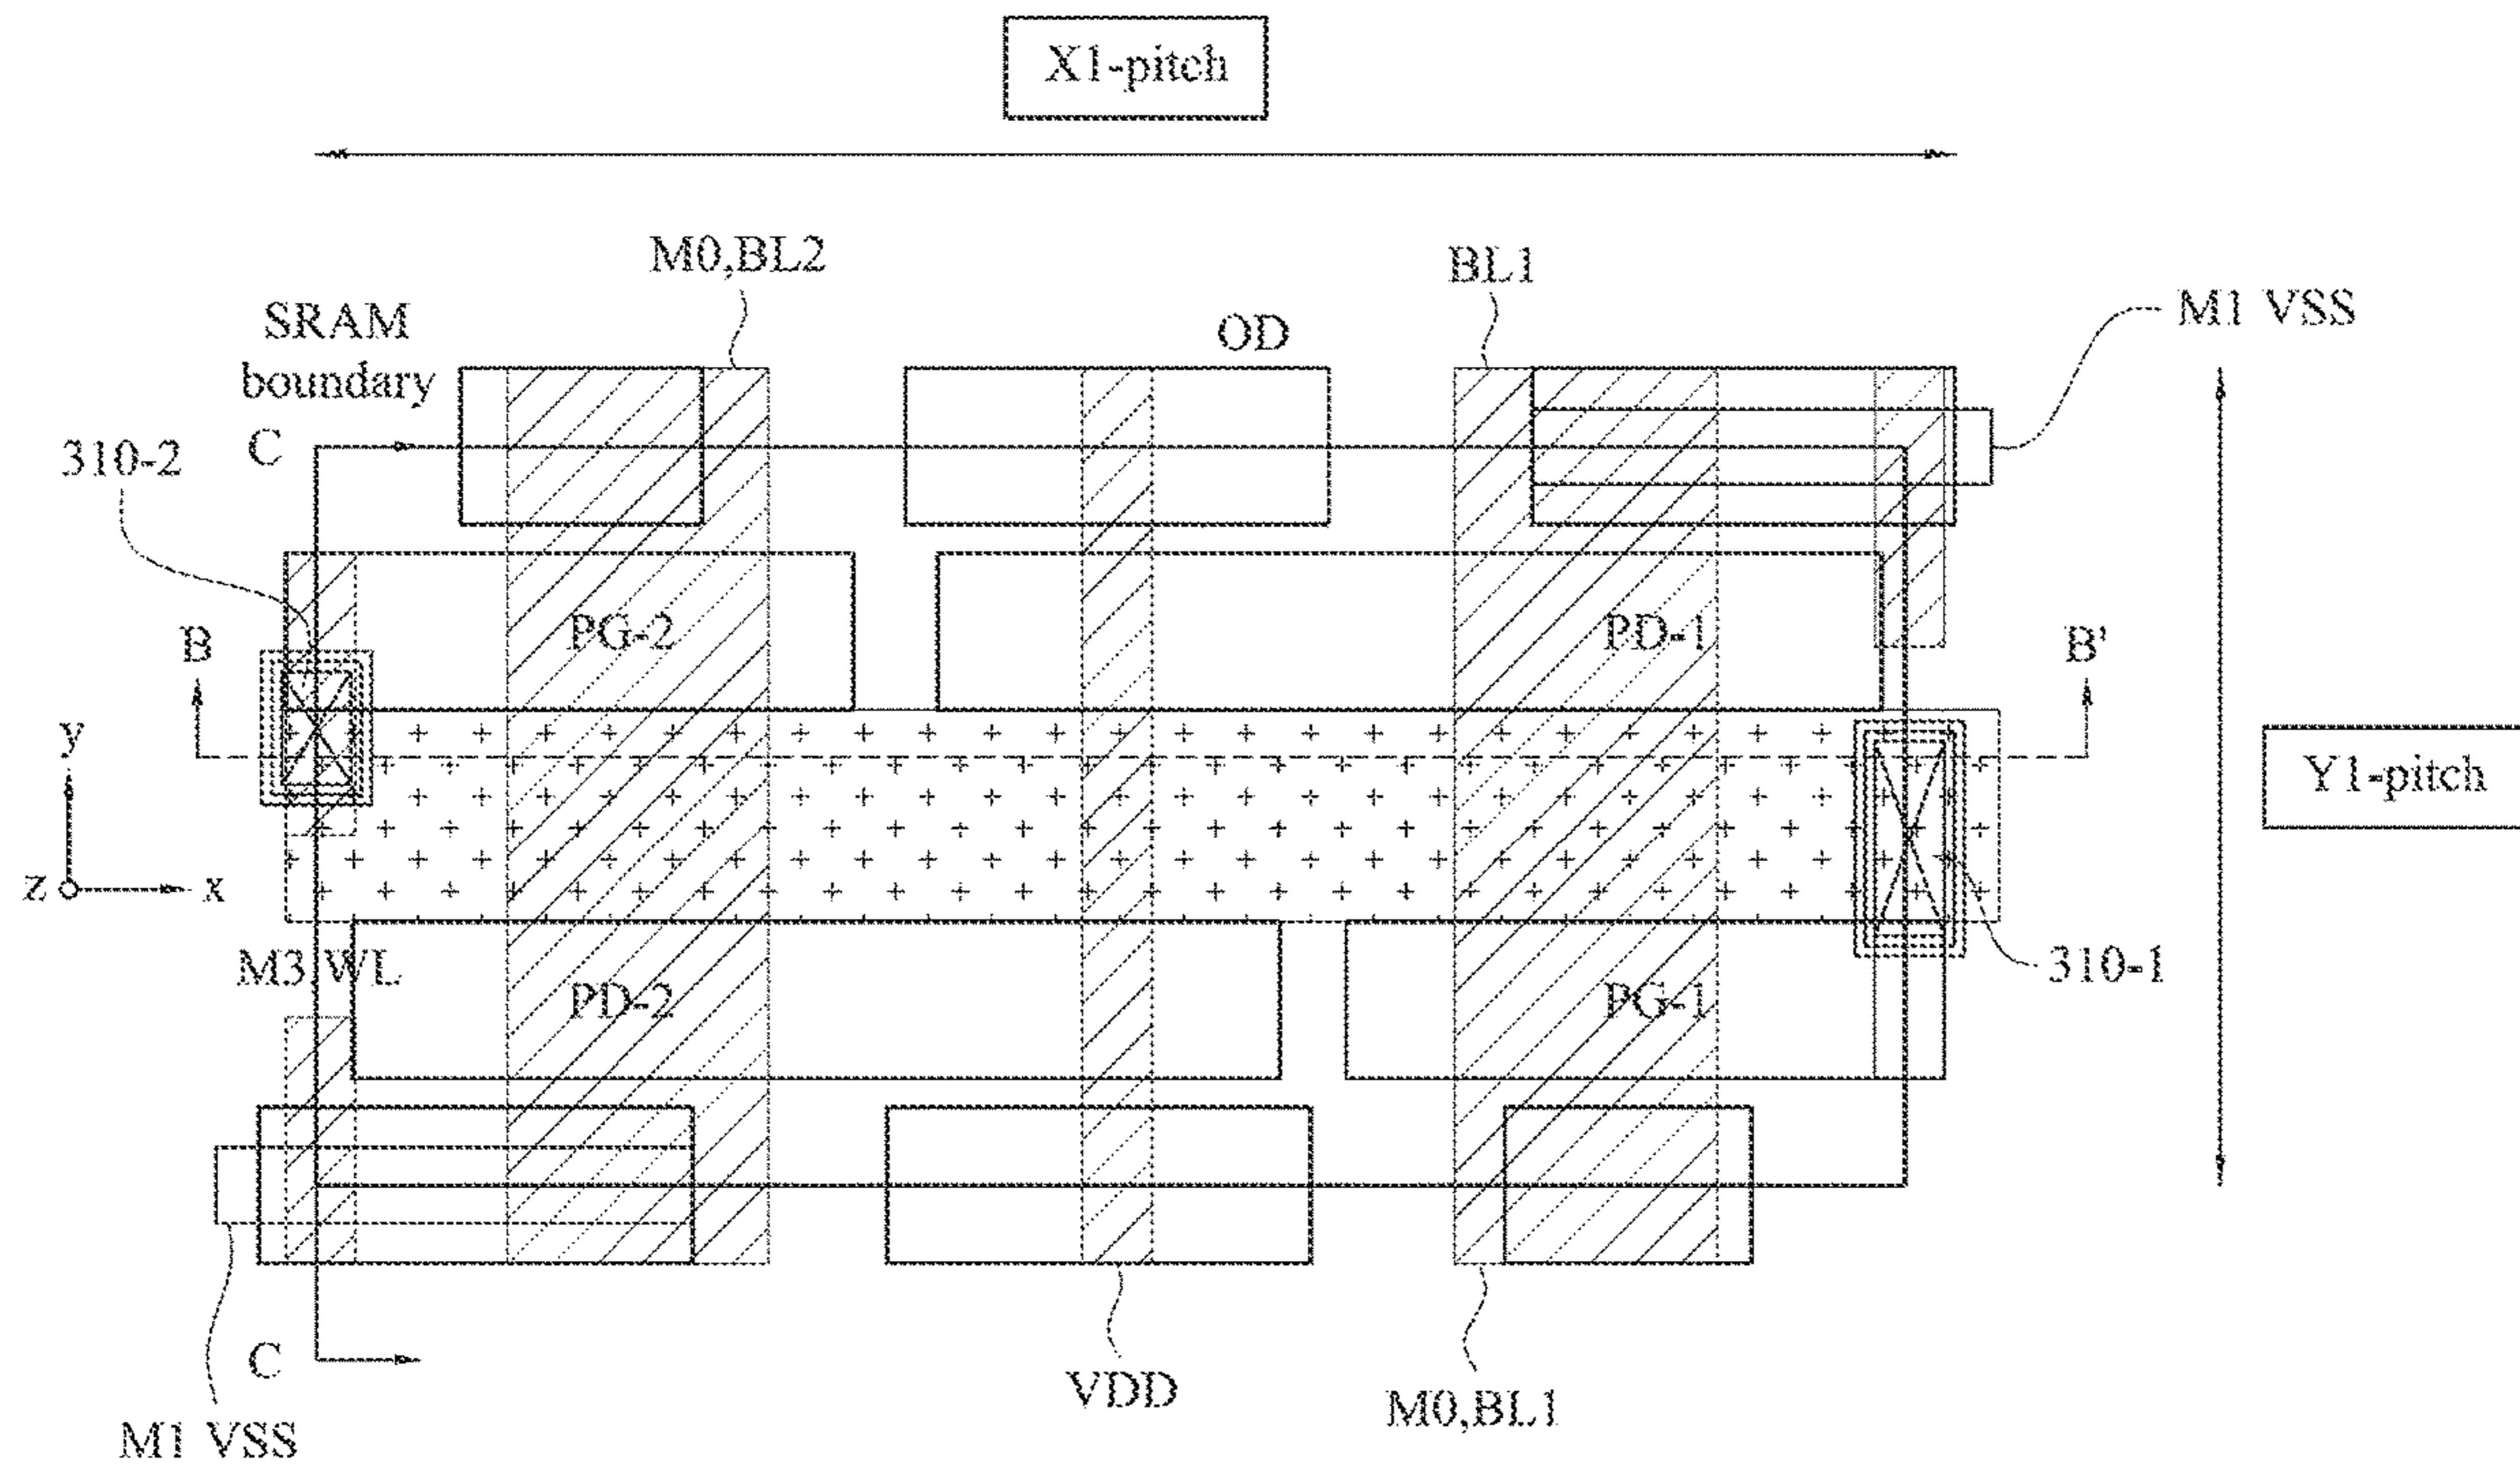 X1-pitch
M0,BL2
BL1
M1 VSS
SRAM
boundary
OD
C
310-2
PG-2
PD-1
B
B'
y
Y1-pitch
z
x
M3 WL
310-1
PD-2
PG-1
C
VDD
M0,BL1
M1 VSS